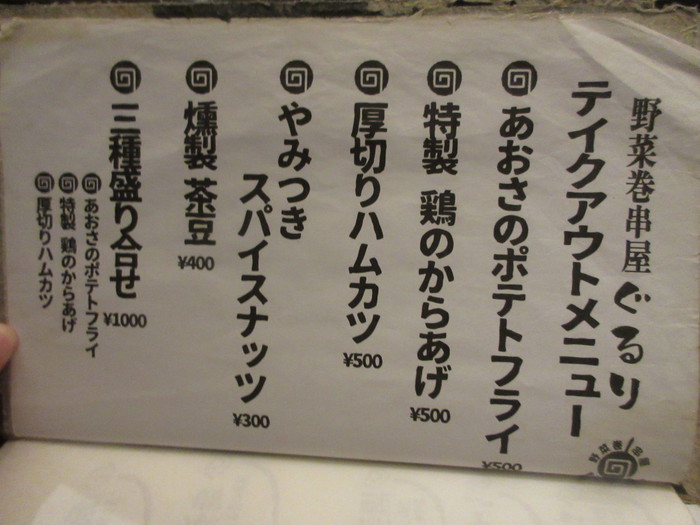 野菜巻串屋 ぐるり
テイクアウトメニュー
あおさのポテトフライ
¥500
特製 鶏のからあげ
¥500
厚切りハムカツ
¥500
やみつき
スパイスナッツ
¥300
燻製 茶豆
¥400
三種盛り合せ
¥1000
あおさのポテトフライ
特製 鶏のからあげ
厚切りハムカツ
野菜巻串屋